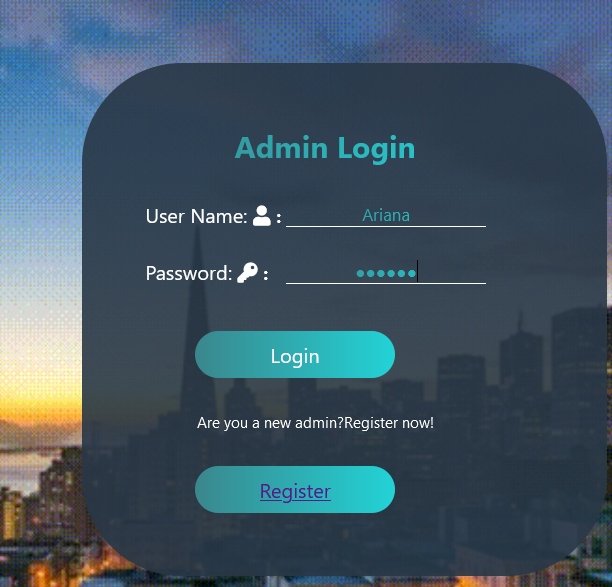 Admin Login
User Name: : Ariana
Password: : ••••••
Login
Are you a new admin?Register now!
Register